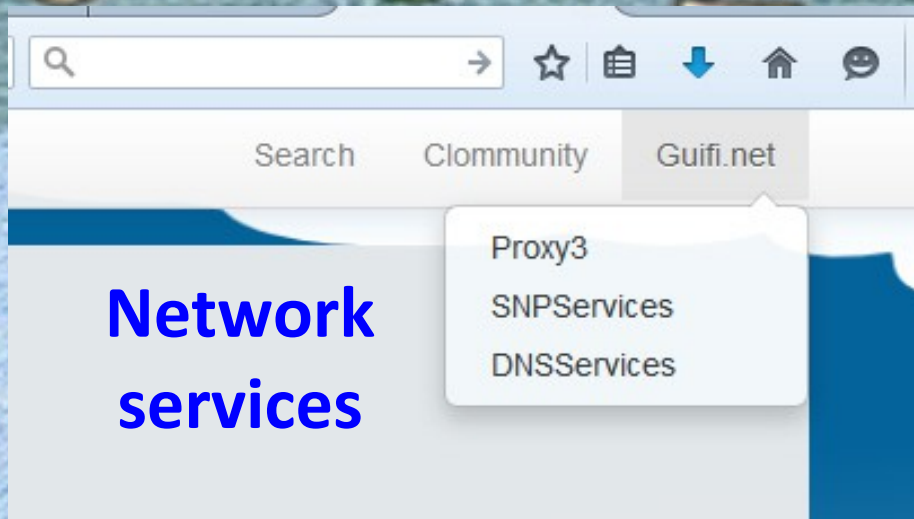 Search Clommunity Guifi.net
Proxy3
SNPServices
DNSServices
Network
services